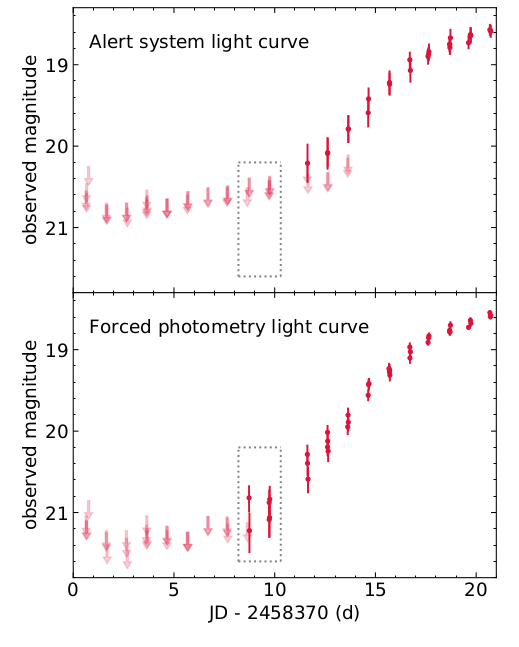 Alert system light curve
19
20
21
observed magnitude
Forced photometry light curve
19
20
21
observed magnitude
0 5 10 15 20
JD - 2458370 (d)